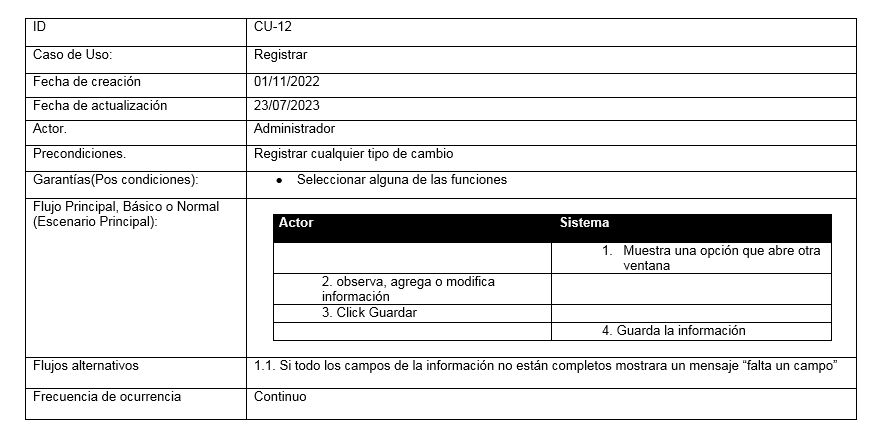 ID
CU-12
Caso de Uso:
Registrar
Fecha de creación
01/11/2022
Fecha de actualización
23/07/2023
Actor.
Administrador
Precondiciones.
Registrar cualquier tipo de cambio
Garantías(Pos condiciones):
• Seleccionar alguna de las funciones
Flujo Principal, Básico o Normal
(Escenario Principal):
Actor
Sistema
1. Muestra una opción que abre otra
ventana
2. observa, agrega o modifica
información
3. Click Guardar
4. Guarda la información
Flujos alternativos
1.1. Si todo los campos de la información no están completos mostrara un mensaje “falta un campo”
Frecuencia de ocurrencia
Continuo